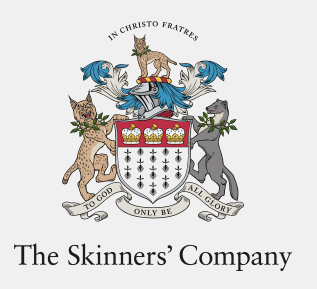 IN CHRISTO FRATRES
TO GOD ONLY BE ALL GLORY
The Skinners' Company